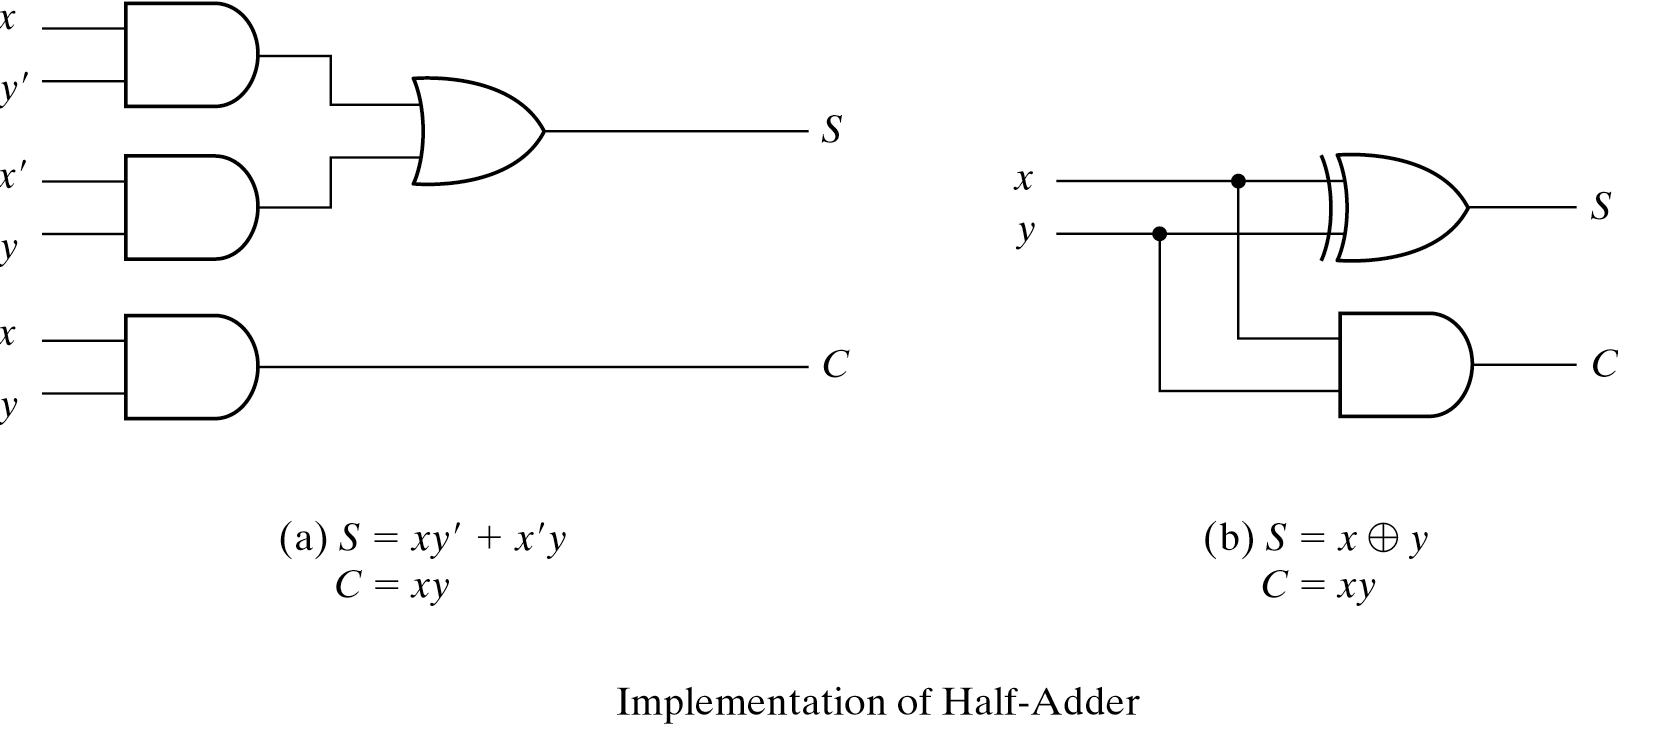 x
y′
x′
y
x
y
S
C
x
y
S
C
(a) S = xy′ + x′y
C = xy
(b) S = x ⊕ y
C = xy
Implementation of Half-Adder